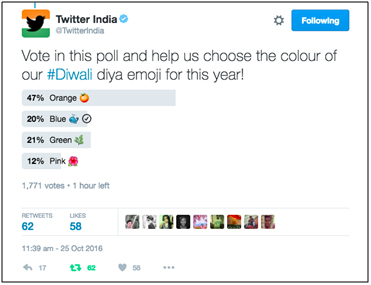 Twitter India
@TwitterIndia
Following
Vote in this poll and help us choose the colour of
our #Diwali diya emoji for this year!
47% Orange 🍊
20% Blue 🐳
21% Green 🌿
12% Pink 🌺
1,771 votes • 1 hour left
RETWEETS LIKES
62 58
11:39 am - 25 Oct 2016
17 62 58